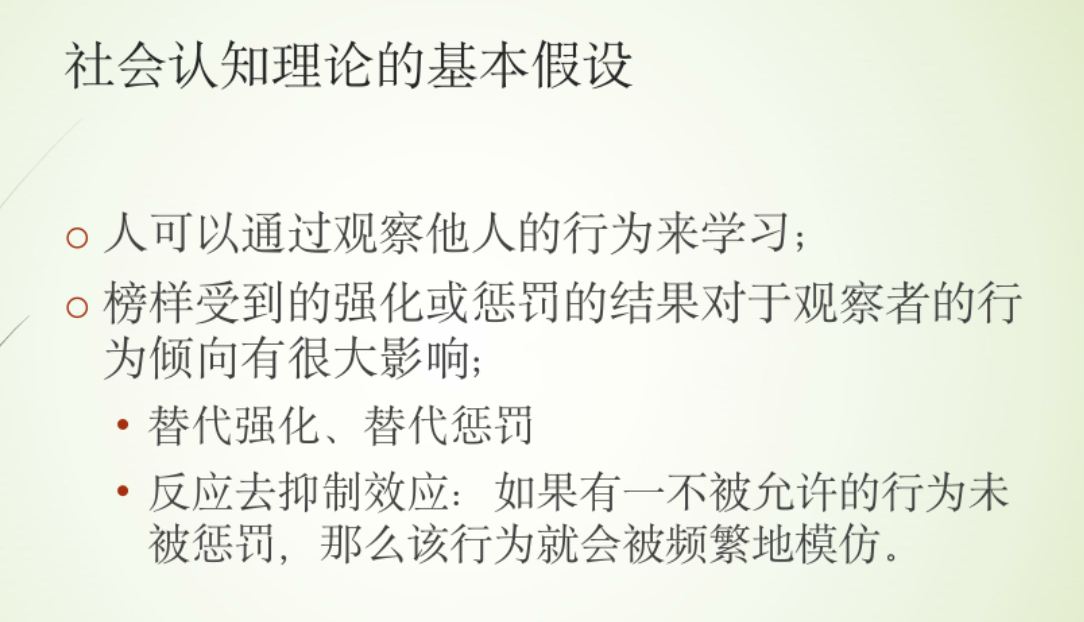 社会认知理论的基本假设
人可以通过观察他人的行为来学习；
榜样受到的强化或惩罚的结果对于观察者的行
为倾向有很大影响；
替代强化、替代惩罚
反应去抑制效应：如果有一不被允许的行为未
被惩罚，那么该行为就会被频繁地模仿。